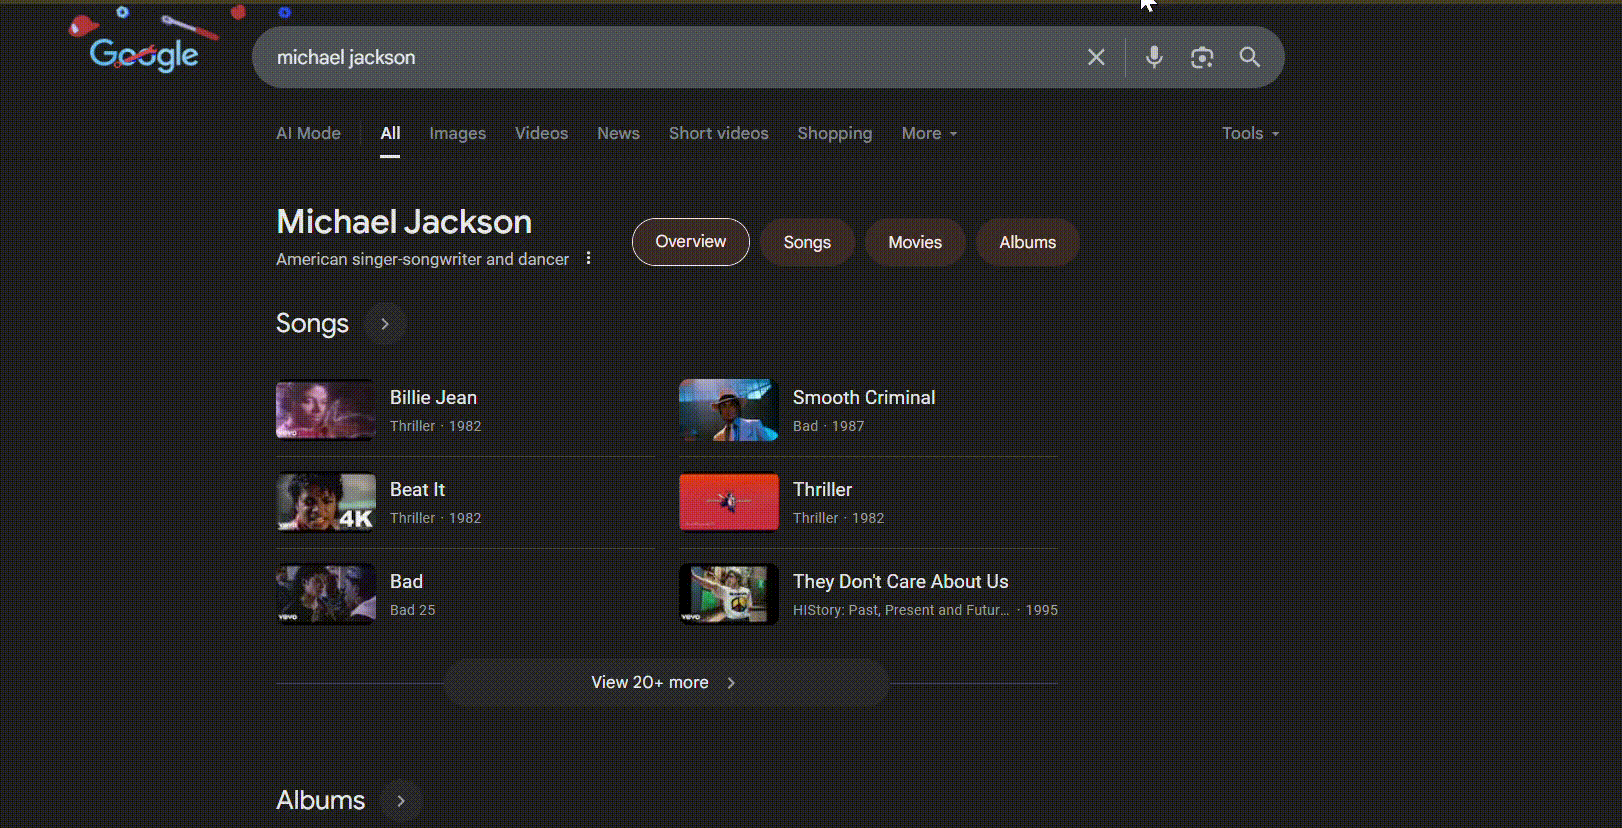 Google
michael jackson
AI Mode
All
Images
Videos
News
Short videos
Shopping
More
Tools
Michael Jackson
American singer-songwriter and dancer
Overview
Songs
Movies
Albums
Songs
Billie Jean
Thriller · 1982
Smooth Criminal
Bad · 1987
4K
vevo
Beat It
Thriller · 1982
Thriller
Thriller · 1982
vevo
Bad
Bad 25
vevo
They Don't Care About Us
HIStory: Past, Present and Futur… · 1995
View 20+ more
Albums